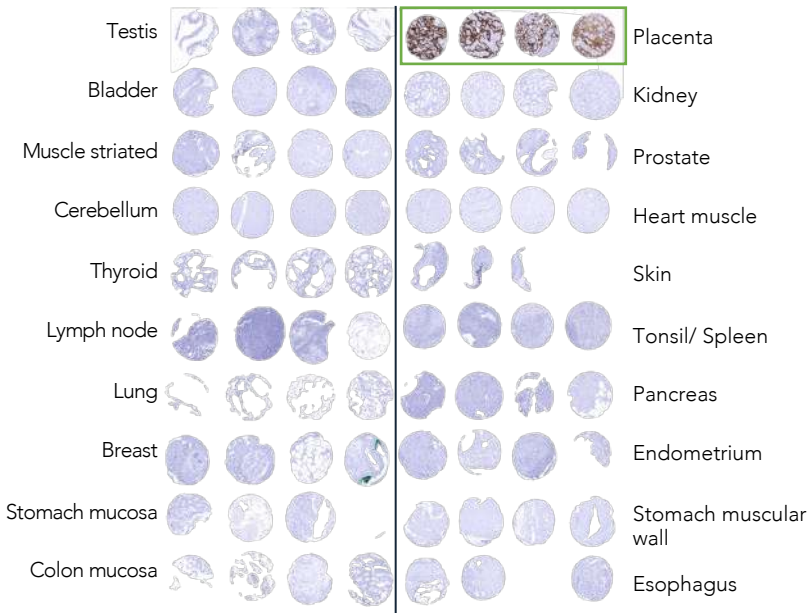 Testis
Placenta
Bladder
Kidney
Muscle striated
Prostate
Cerebellum
Heart muscle
Thyroid
Skin
Lymph node
Tonsil/ Spleen
Lung
Pancreas
Breast
Endometrium
Stomach mucosa
Stomach muscular
wall
Colon mucosa
Esophagus